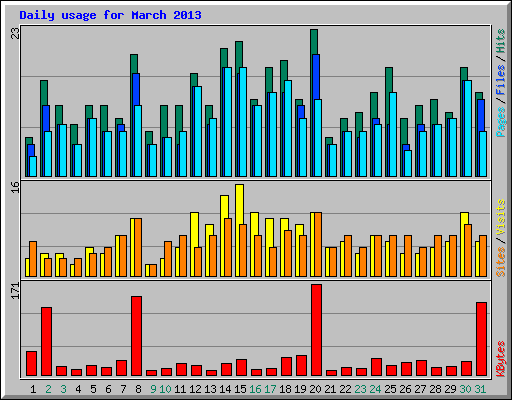 Daily usage for March 2013
23
Pages/Files/Hits
16
Sites/Visits
171
KBytes
1 2 3 4 5 6 7 8 9 10 11 12 13 14 15 16 17 18 19 20 21 22 23 24 25 26 27 28 29 30 31